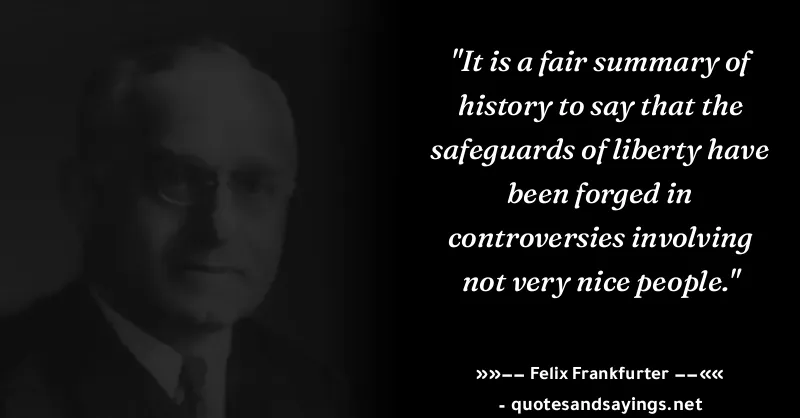 "It is a fair summary of
history to say that the
safeguards of liberty have
been forged in
controversies involving
not very nice people."
»»−− Felix Frankfurter −−««
- quotesandsayings.net